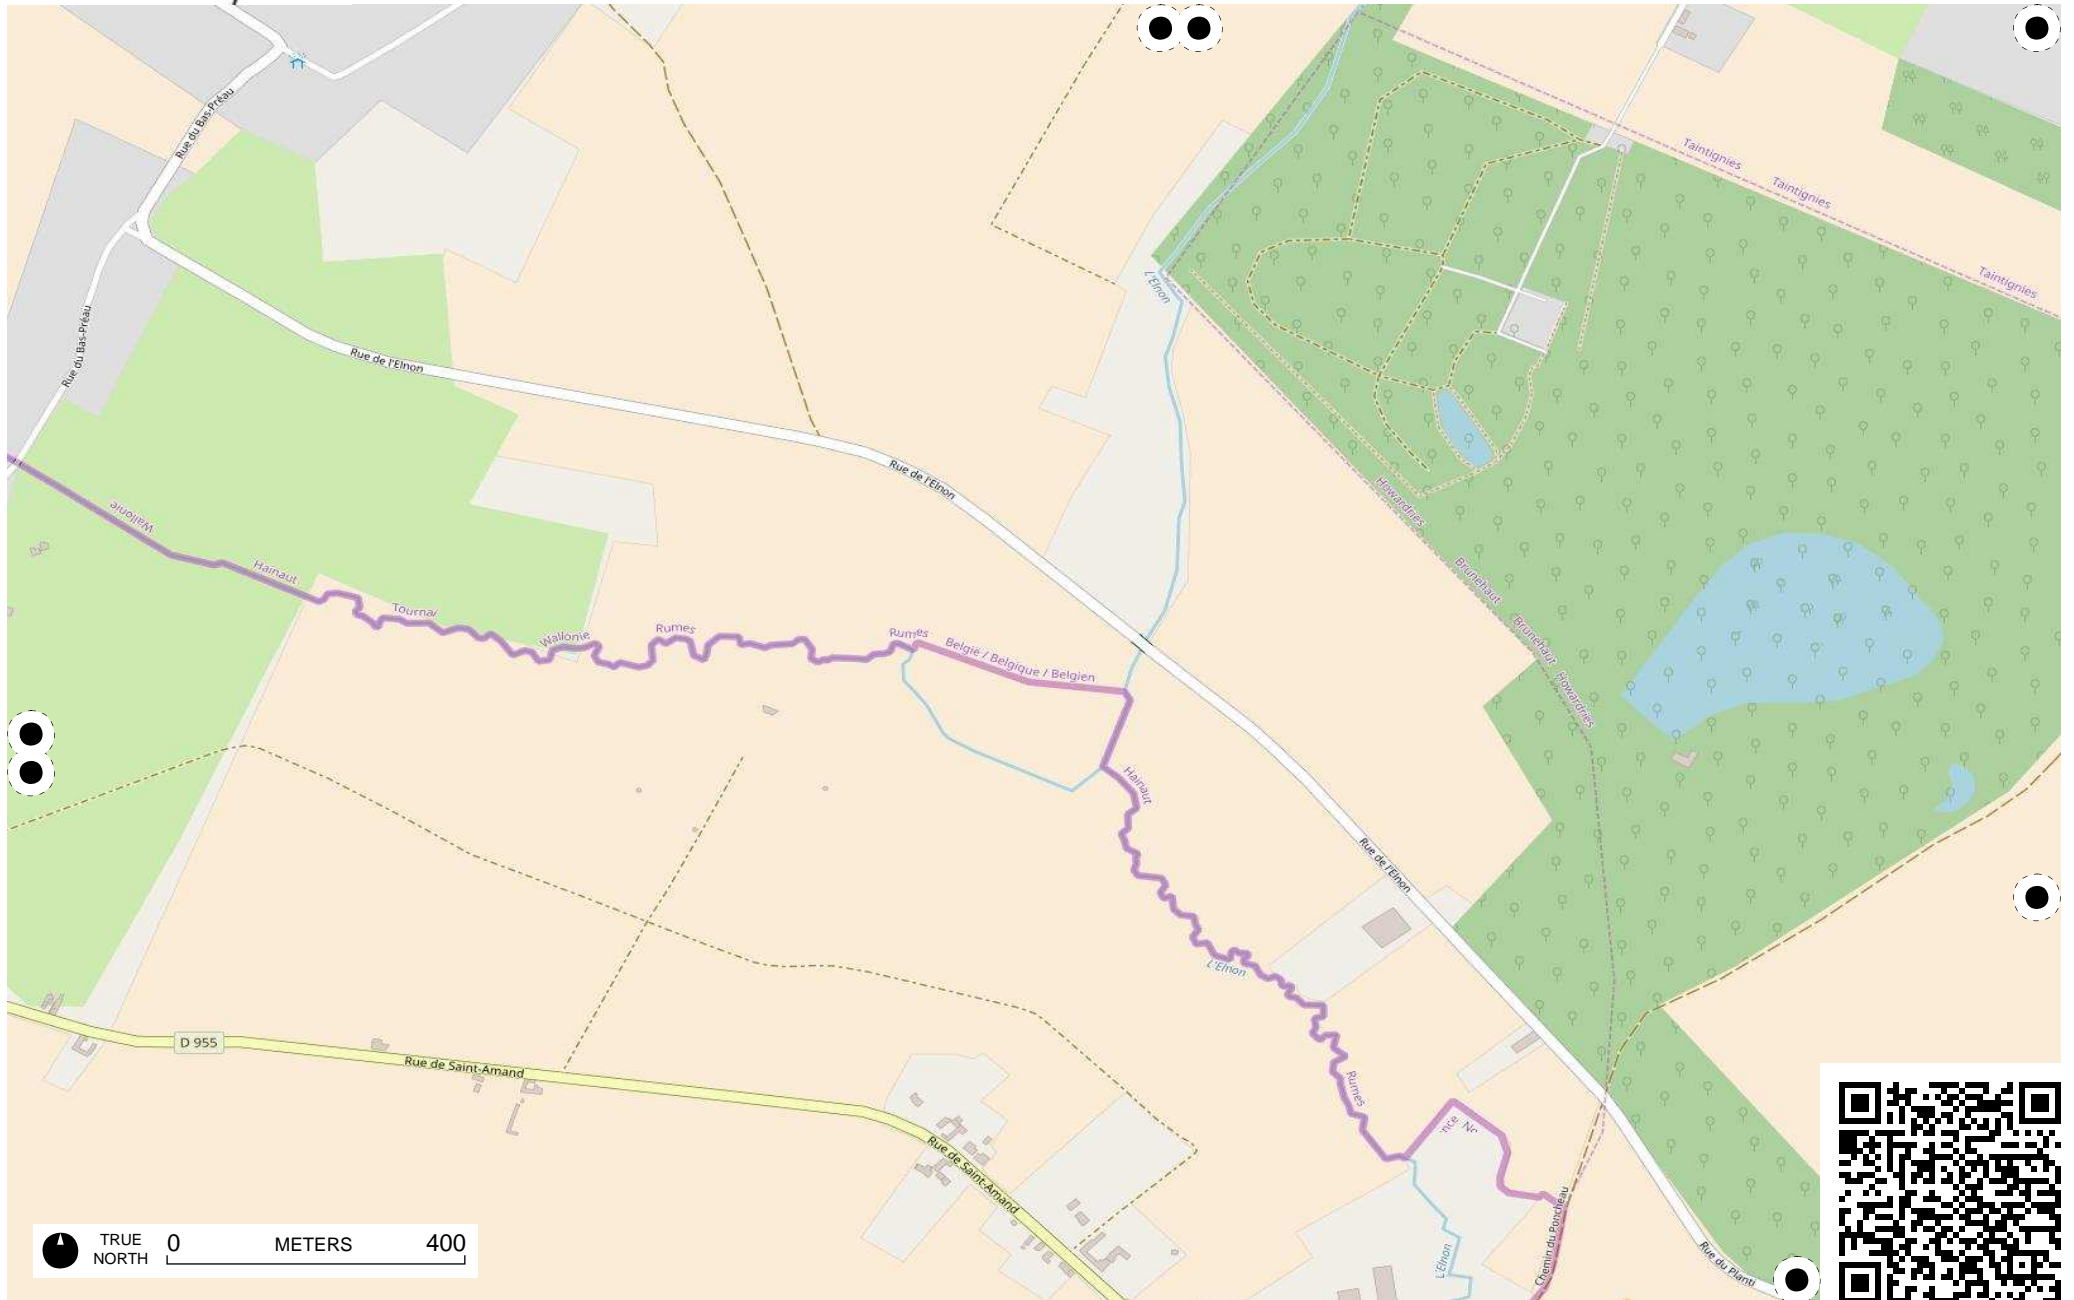 Rue du Bas-Préau
Taintignies
Taintignies
Taintignies
L'Elnon
Rue du Bas-Préau
Rue de l'Elnon
Rue de l'Elnon
Howardries
Wallonie
Hainaut
Brunehaut
Tournai
Wallonie
Rumes
Rumes
België / Belgique / Belgien
Brunehaut
Howardries
Hainaut
Rue de l'Elnon
L'Elnon
D 955
Rue de Saint-Amand
Rumes
Rue de Saint-Amand
nce
No
Chemin du Poncheau
L'Elnon
Rue du Planti
TRUE
NORTH
0 METERS 400